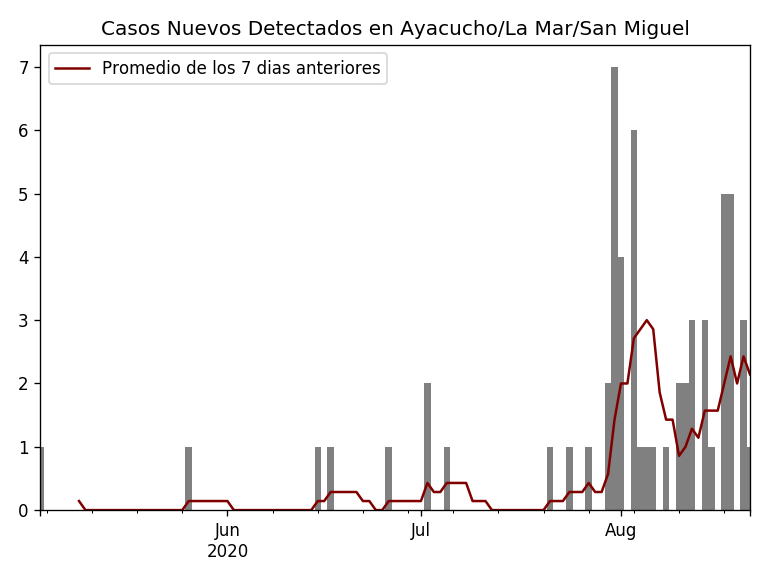 Casos Nuevos Detectados en Ayacucho/La Mar/San Miguel
Promedio de los 7 dias anteriores
7
6
5
4
3
2
1
0
Jun
2020
Jul
Aug